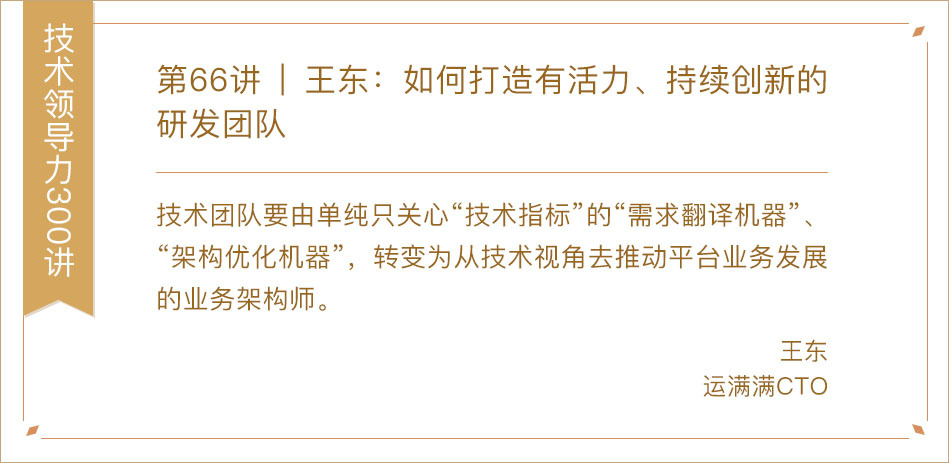 技术领导力300讲
第66讲 | 王东：如何打造有活力、持续创新的
研发团队
技术团队要由单纯只关心“技术指标”的“需求翻译机器”、
“架构优化机器”，转变为从技术视角去推动平台业务发展
的业务架构师。
王东
运满满CTO